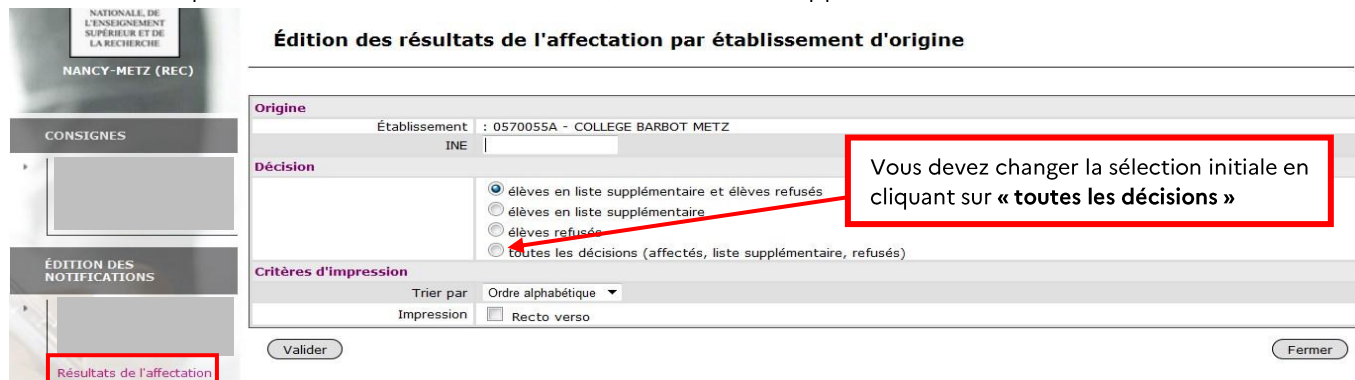 NATIONALE, DE
L'ENSEIGNEMENT
SUPÉRIEUR ET DE
LA RECHERCHE
NANCY-METZ (REC)
CONSIGNES
ÉDITION DES
NOTIFICATIONS
Résultats de l'affectation
Édition des résultats de l'affectation par établissement d'origine
Origine
Établissement : 0570055A - COLLEGE BARBOT METZ
INE
Décision
élèves en liste supplémentaire et élèves refusés
élèves en liste supplémentaire
élèves refusés
toutes les décisions (affectés, liste supplémentaire, refusés)
Vous devez changer la sélection initiale en
cliquant sur « toutes les décisions »
Critères d'impression
Trier par Ordre alphabétique
Impression Recto verso
Valider
Fermer